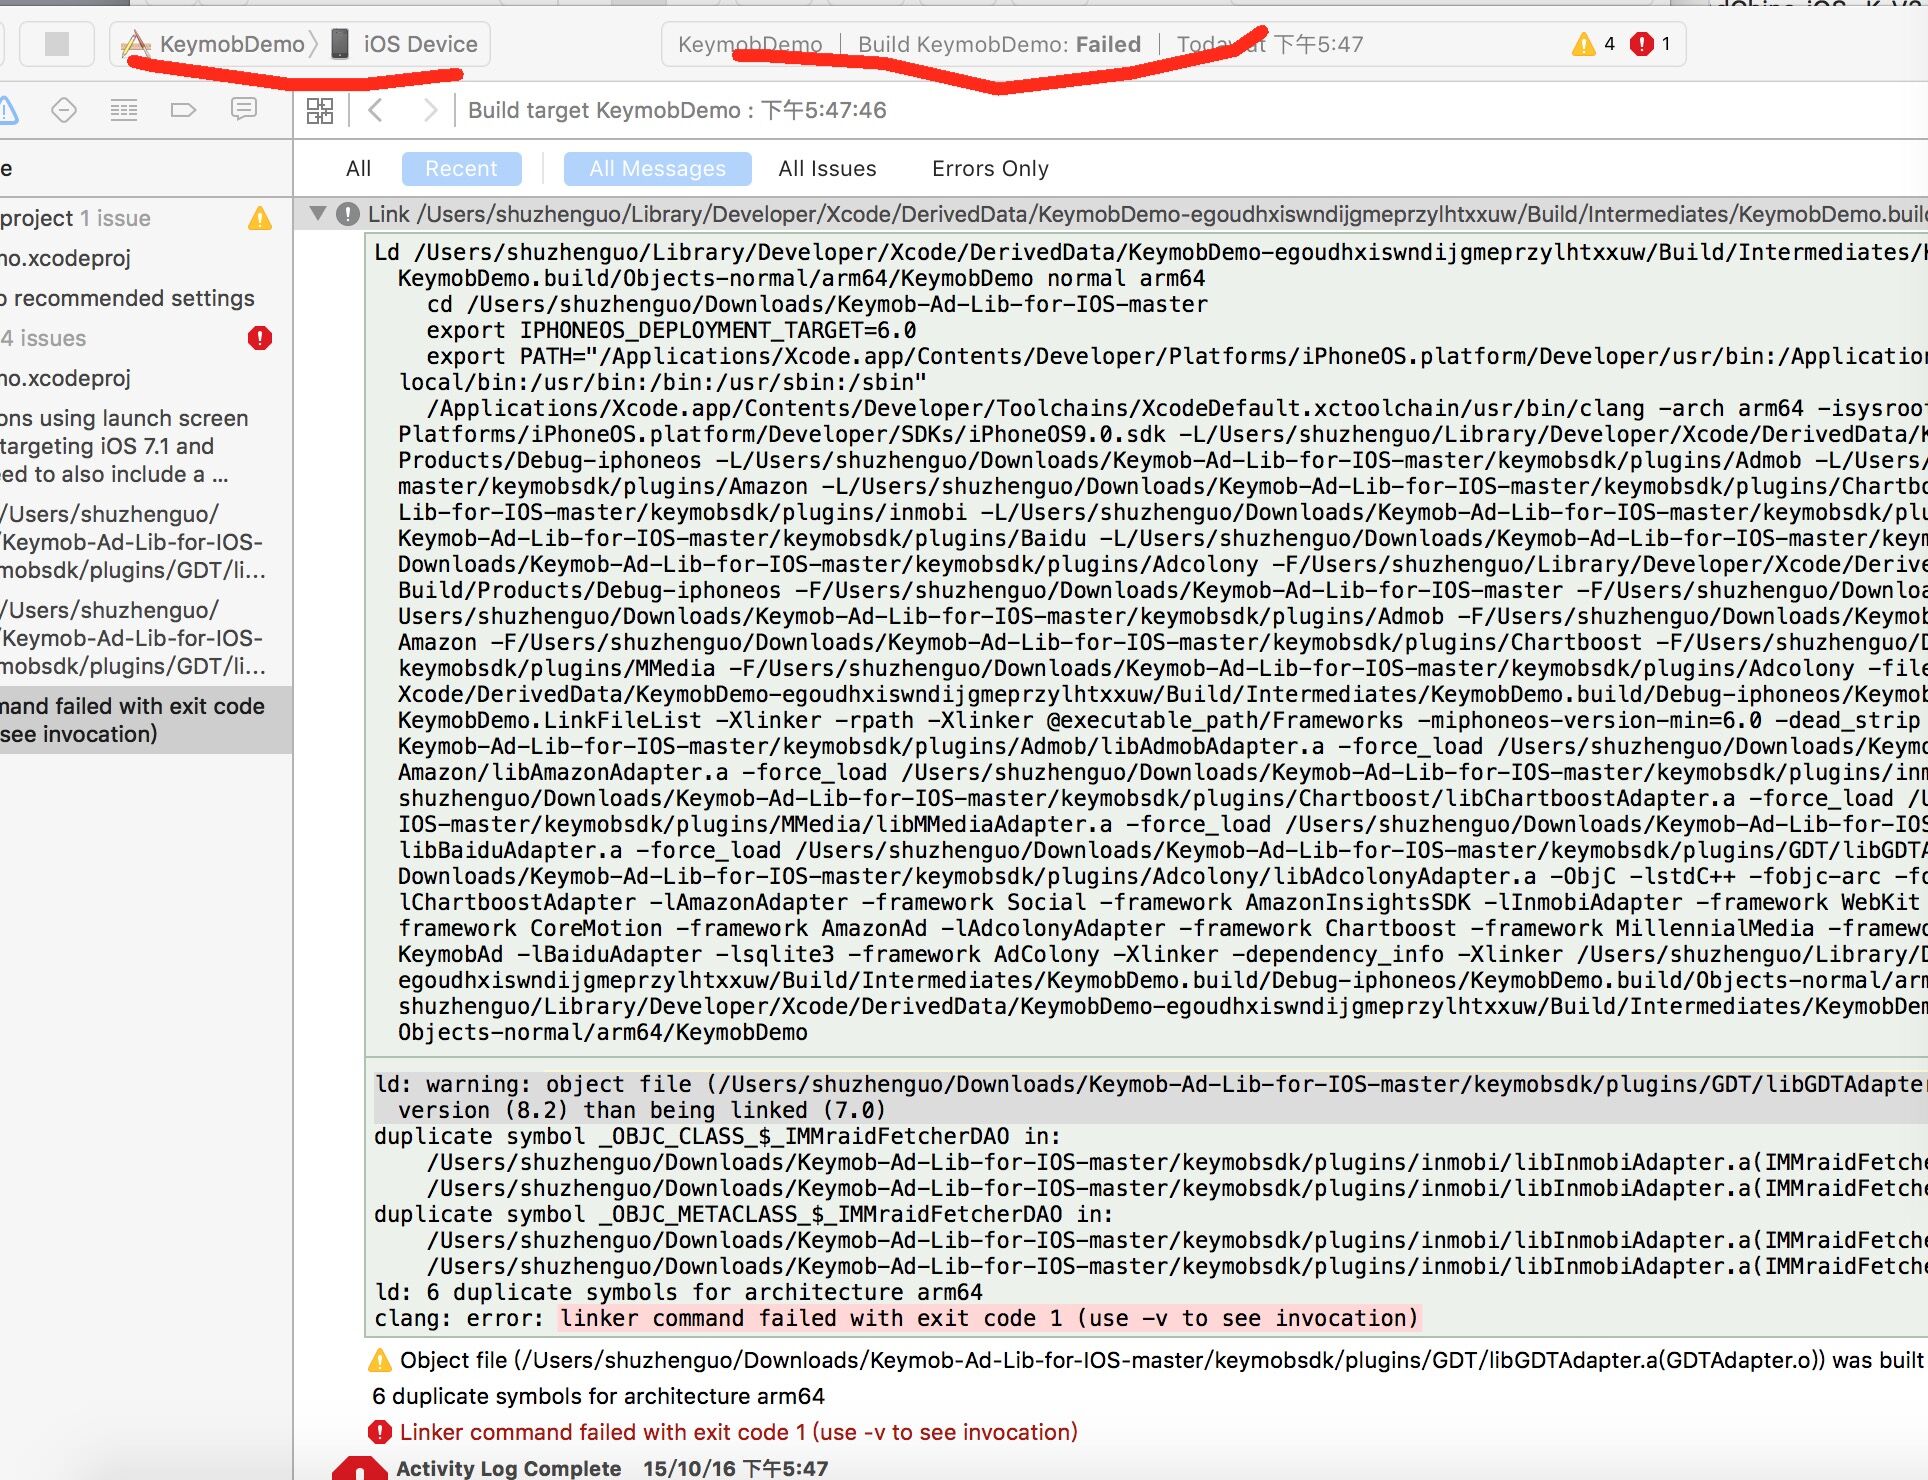 KeymobDemo
iOS Device
KeymobDemo
Build KeymobDemo: Failed
Today at 下午5:47
4
1
Build target KeymobDemo : 下午5:47:46
All
Recent
All Messages
All Issues
Errors Only
project 1 issue
o.xcodeproj
recommended settings
4 issues
o.xcodeproj
ons using launch screen
targeting iOS 7.1 and
eed to also include a ...
/Users/shuzhenguo/
Keymob-Ad-Lib-for-IOS-
mobsdk/plugins/GDT/li...
/Users/shuzhenguo/
Keymob-Ad-Lib-for-IOS-
mobsdk/plugins/GDT/li...
mand failed with exit code
see invocation)
Link /Users/shuzhenguo/Library/Developer/Xcode/DerivedData/KeymobDemo-egoudhxiswndijgmeprzylhtxxuw/Build/Intermediates/KeymobDemo.build
Ld /Users/shuzhenguo/Library/Developer/Xcode/DerivedData/KeymobDemo-egoudhxiswndijgmeprzylhtxxuw/Build/Intermediates/
KeymobDemo.build/Objects-normal/arm64/KeymobDemo normal arm64
cd /Users/shuzhenguo/Downloads/Keymob-Ad-Lib-for-IOS-master
export IPHONEOS_DEPLOYMENT_TARGET=6.0
export PATH="/Applications/Xcode.app/Contents/Developer/Platforms/iPhoneOS.platform/Developer/usr/bin:/Application
local/bin:/usr/bin:/bin:/usr/sbin:/sbin"
/Applications/Xcode.app/Contents/Developer/Toolchains/XcodeDefault.xctoolchain/usr/bin/clang -arch arm64 -isysroot
Platforms/iPhoneOS.platform/Developer/SDKs/iPhoneOS9.0.sdk -L/Users/shuzhenguo/Library/Developer/Xcode/DerivedData/K
Products/Debug-iphoneos -L/Users/shuzhenguo/Downloads/Keymob-Ad-Lib-for-IOS-master/keymobsdk/plugins/Admob -L/Users/
master/keymobsdk/plugins/Amazon -L/Users/shuzhenguo/Downloads/Keymob-Ad-Lib-for-IOS-master/keymobsdk/plugins/Chartbo
Lib-for-IOS-master/keymobsdk/plugins/inmobi -L/Users/shuzhenguo/Downloads/Keymob-Ad-Lib-for-IOS-master/keymobsdk/plu
Keymob-Ad-Lib-for-IOS-master/keymobsdk/plugins/Baidu -L/Users/shuzhenguo/Downloads/Keymob-Ad-Lib-for-IOS-master/keym
Downloads/Keymob-Ad-Lib-for-IOS-master/keymobsdk/plugins/Adcolony -F/Users/shuzhenguo/Library/Developer/Xcode/Derive
Build/Products/Debug-iphoneos -F/Users/shuzhenguo/Downloads/Keymob-Ad-Lib-for-IOS-master -F/Users/shuzhenguo/Downloa
Users/shuzhenguo/Downloads/Keymob-Ad-Lib-for-IOS-master/keymobsdk/plugins/Admob -F/Users/shuzhenguo/Downloads/Keymob
Amazon -F/Users/shuzhenguo/Downloads/Keymob-Ad-Lib-for-IOS-master/keymobsdk/plugins/Chartboost -F/Users/shuzhenguo/D
keymobsdk/plugins/MMedia -F/Users/shuzhenguo/Downloads/Keymob-Ad-Lib-for-IOS-master/keymobsdk/plugins/Adcolony -file
Xcode/DerivedData/KeymobDemo-egoudhxiswndijgmeprzylhtxxuw/Build/Intermediates/KeymobDemo.build/Debug-iphoneos/Keymob
KeymobDemo.LinkFileList -Xlinker -rpath -Xlinker @executable_path/Frameworks -miphoneos-version-min=6.0 -dead_strip
Keymob-Ad-Lib-for-IOS-master/keymobsdk/plugins/Admob/libAdmobAdapter.a -force_load /Users/shuzhenguo/Downloads/Keymo
Amazon/libAmazonAdapter.a -force_load /Users/shuzhenguo/Downloads/Keymob-Ad-Lib-for-IOS-master/keymobsdk/plugins/inm
shuzhenguo/Downloads/Keymob-Ad-Lib-for-IOS-master/keymobsdk/plugins/Chartboost/libChartboostAdapter.a -force_load /U
IOS-master/keymobsdk/plugins/MMedia/libMMediaAdapter.a -force_load /Users/shuzhenguo/Downloads/Keymob-Ad-Lib-for-IOS
libBaiduAdapter.a -force_load /Users/shuzhenguo/Downloads/Keymob-Ad-Lib-for-IOS-master/keymobsdk/plugins/GDT/libGDTA
Downloads/Keymob-Ad-Lib-for-IOS-master/keymobsdk/plugins/Adcolony/libAdcolonyAdapter.a -ObjC -lstdC++ -fobjc-arc -fo
lChartboostAdapter -lAmazonAdapter -framework Social -framework AmazonInsightsSDK -lInmobiAdapter -framework WebKit
framework CoreMotion -framework AmazonAd -lAdcolonyAdapter -framework Chartboost -framework MillennialMedia -framewo
KeymobAd -lBaiduAdapter -lsqlite3 -framework AdColony -Xlinker -dependency_info -Xlinker /Users/shuzhenguo/Library/D
egoudhxiswndijgmeprzylhtxxuw/Build/Intermediates/KeymobDemo.build/Debug-iphoneos/KeymobDemo.build/Objects-normal/arm
shuzhenguo/Library/Developer/Xcode/DerivedData/KeymobDemo-egoudhxiswndijgmeprzylhtxxuw/Build/Intermediates/KeymobDem
Objects-normal/arm64/KeymobDemo
ld: warning: object file (/Users/shuzhenguo/Downloads/Keymob-Ad-Lib-for-IOS-master/keymobsdk/plugins/GDT/libGDTAdapter
version (8.2) than being linked (7.0)
duplicate symbol _OBJC_CLASS_$_IMMraidFetcherDAO in:
/Users/shuzhenguo/Downloads/Keymob-Ad-Lib-for-IOS-master/keymobsdk/plugins/inmobi/libInmobiAdapter.a(IMMraidFetche
/Users/shuzhenguo/Downloads/Keymob-Ad-Lib-for-IOS-master/keymobsdk/plugins/inmobi/libInmobiAdapter.a(IMMraidFetche
duplicate symbol _OBJC_METACLASS_$_IMMraidFetcherDAO in:
/Users/shuzhenguo/Downloads/Keymob-Ad-Lib-for-IOS-master/keymobsdk/plugins/inmobi/libInmobiAdapter.a(IMMraidFetche
/Users/shuzhenguo/Downloads/Keymob-Ad-Lib-for-IOS-master/keymobsdk/plugins/inmobi/libInmobiAdapter.a(IMMraidFetche
ld: 6 duplicate symbols for architecture arm64
clang: error: linker command failed with exit code 1 (use -v to see invocation)
Object file (/Users/shuzhenguo/Downloads/Keymob-Ad-Lib-for-IOS-master/keymobsdk/plugins/GDT/libGDTAdapter.a(GDTAdapter.o)) was built
6 duplicate symbols for architecture arm64
Linker command failed with exit code 1 (use -v to see invocation)
Activity Log Complete 15/10/16 下午5:47